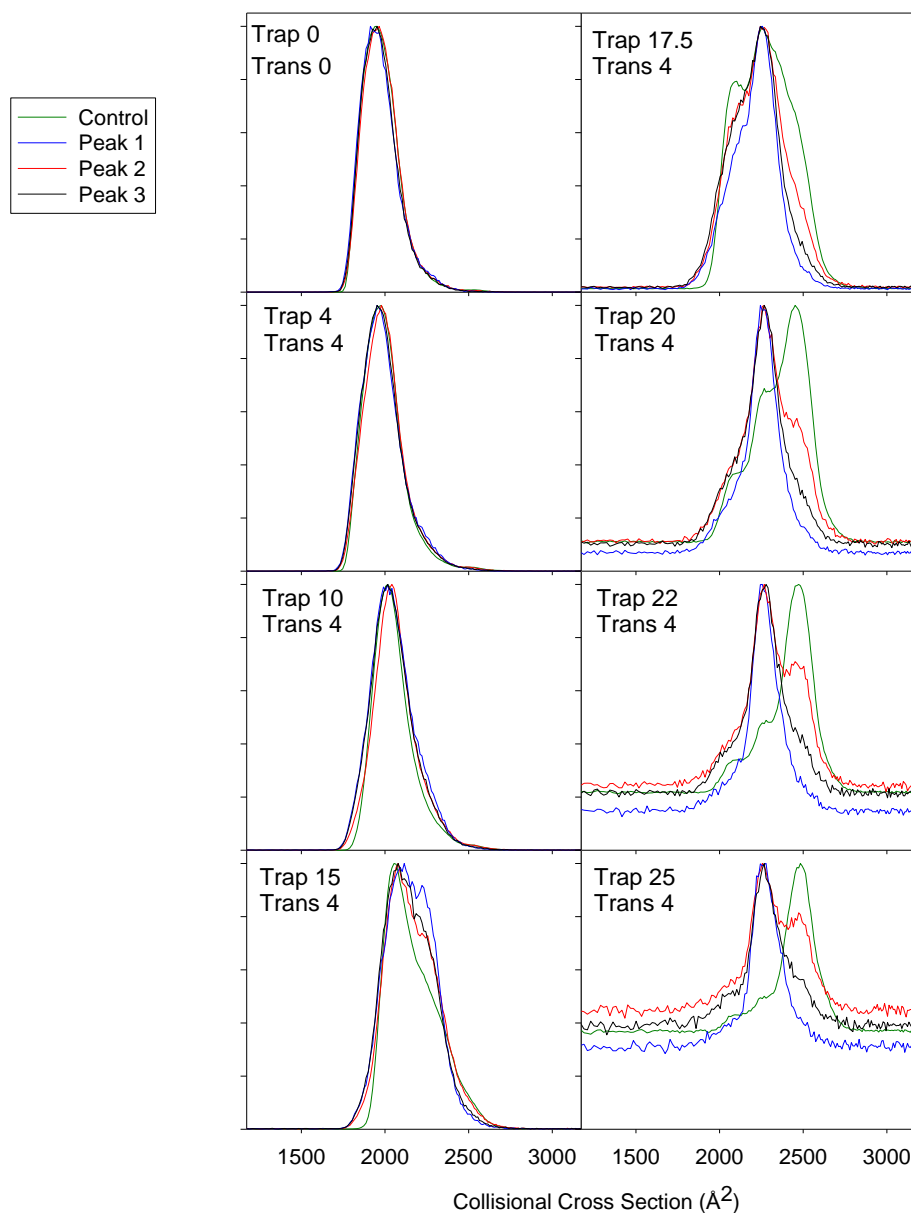 Control
Peak 1
Peak 2
Peak 3
Trap 0
Trans 0
Trap 17.5
Trans 4
Trap 4
Trans 4
Trap 20
Trans 4
Trap 10
Trans 4
Trap 22
Trans 4
Trap 15
Trans 4
Trap 25
Trans 4
1500 2000 2500 3000 1500 2000 2500 3000
Collisional Cross Section (Å²)